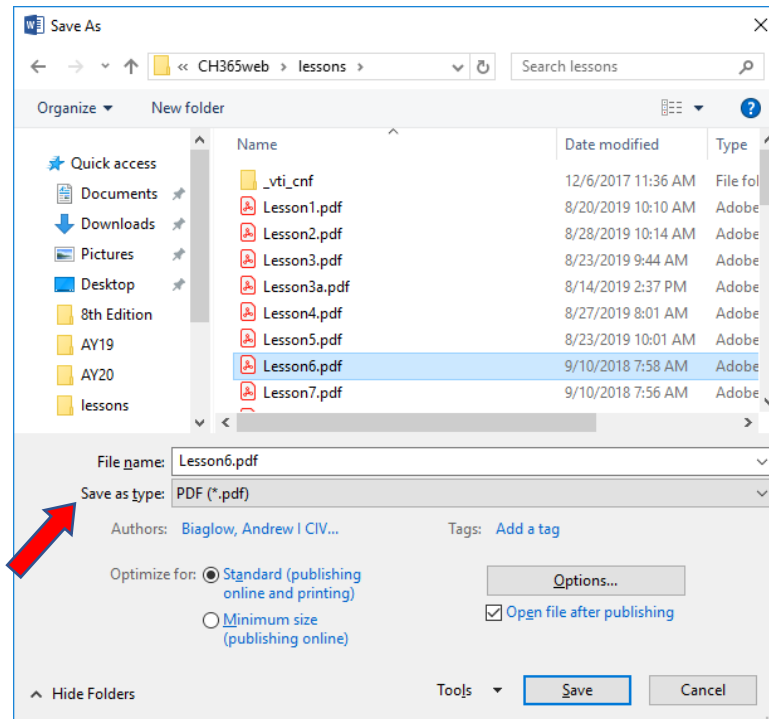 Save As
« CH365web > lessons >
Search lessons
Organize
New folder
Name
Date modified
Type
Quick access
Documents
Downloads
Pictures
Desktop
8th Edition
AY19
AY20
lessons
_vti_cnf 12/6/2017 11:36 AM File fol
Lesson1.pdf 8/20/2019 10:10 AM Adobe
Lesson2.pdf 8/28/2019 10:14 AM Adobe
Lesson3.pdf 8/23/2019 9:44 AM Adobe
Lesson3a.pdf 8/14/2019 2:37 PM Adobe
Lesson4.pdf 8/27/2019 8:01 AM Adobe
Lesson5.pdf 8/23/2019 10:01 AM Adobe
Lesson6.pdf 9/10/2018 7:58 AM Adobe
Lesson7.pdf 9/10/2018 7:56 AM Adobe
File name: Lesson6.pdf
Save as type: PDF (*.pdf)
Authors: Biaglow, Andrew I CIV...
Tags: Add a tag
Optimize for: Standard (publishing
online and printing)
Minimum size
(publishing online)
Options...
Open file after publishing
Hide Folders
Tools
Save
Cancel